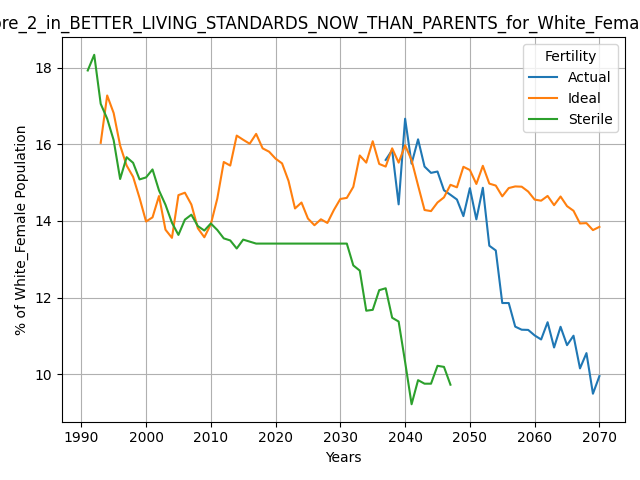 ore_2_in_BETTER_LIVING_STANDARDS_NOW_THAN_PARENTS_for_White_Fema
Fertility
Actual
Ideal
Sterile
% of White_Female Population
18
16
14
12
10
1990 2000 2010 2020 2030 2040 2050 2060 2070
Years